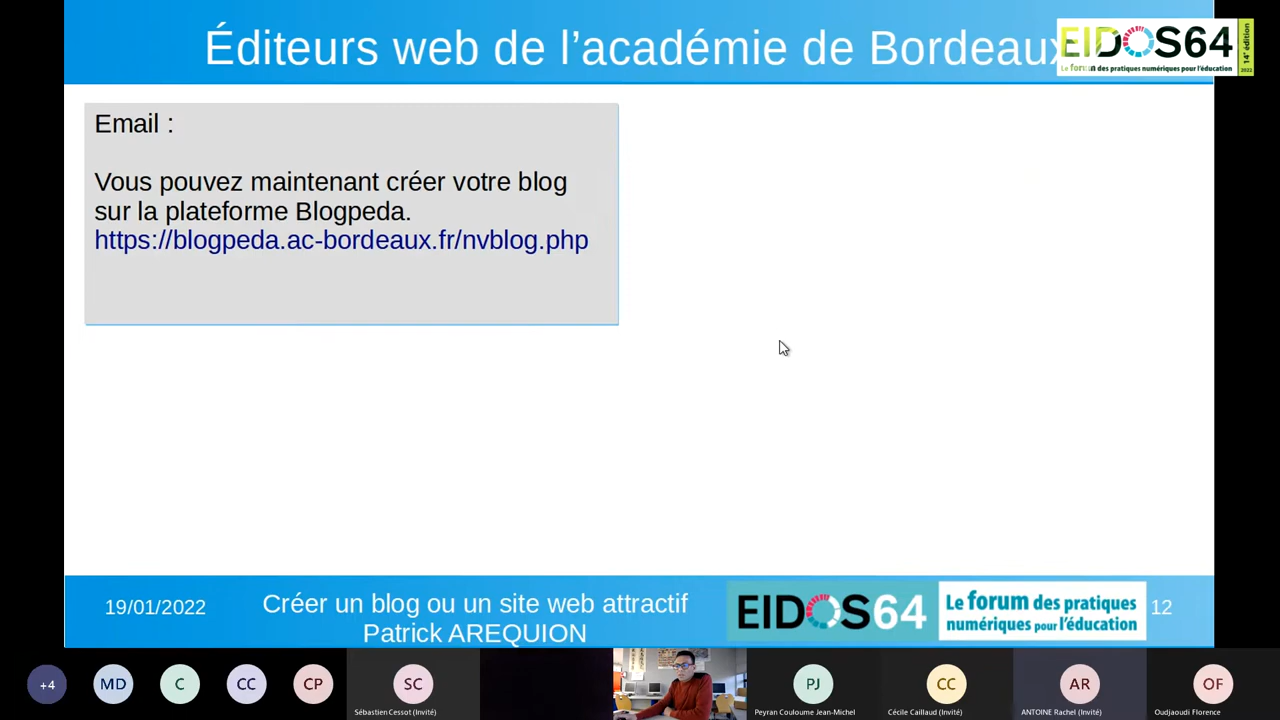 Éditeurs web de l’académie de Bordeaux
EIDOS64
Le forum des pratiques numériques pour l'éducation
14e édition
2022
Email :
Vous pouvez maintenant créer votre blog
sur la plateforme Blogpeda.
https://blogpeda.ac-bordeaux.fr/nvblog.php
19/01/2022
Créer un blog ou un site web attractif
Patrick AREQUION
EIDOS64
Le forum des pratiques
numériques pour l'éducation
12
+4
MD
C
CC
CP
SC
Sébastien Cessot (Invité)
PJ
Peyran Couloume Jean-Michel
CC
Cécile Caillaud (Invité)
AR
ANTOINE Rachel (Invité)
OF
Oudjaoudi Florence